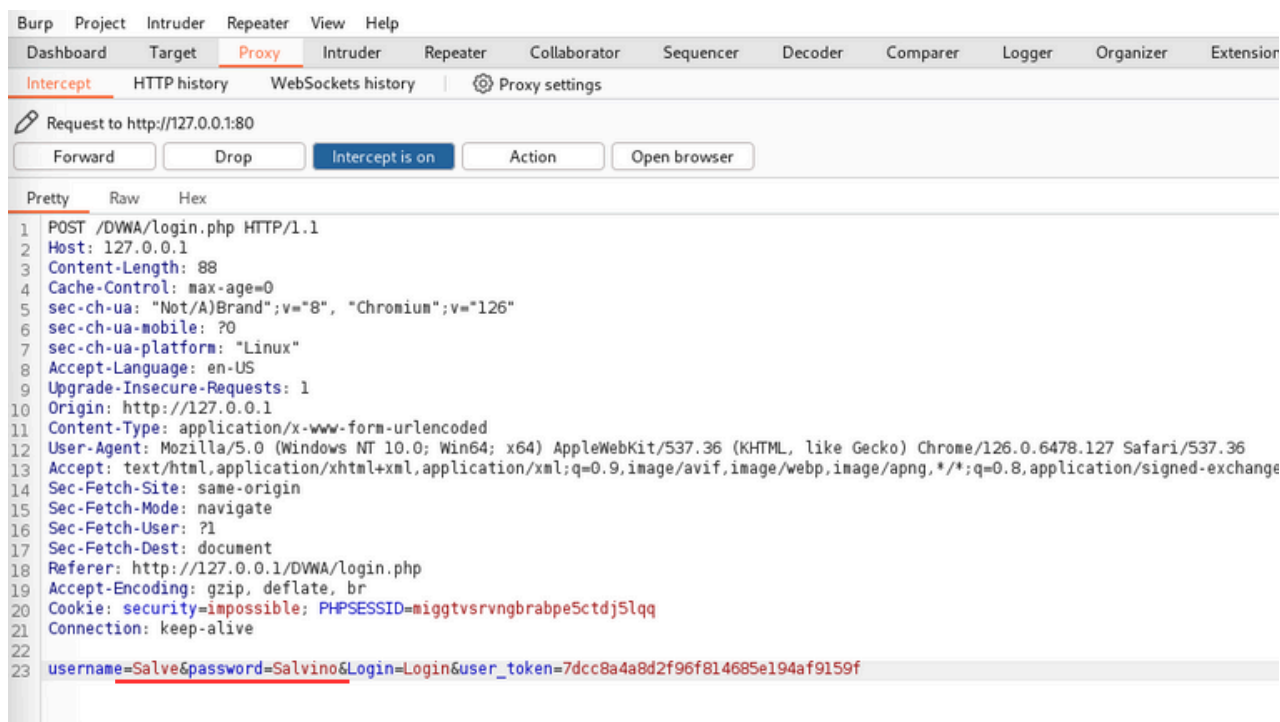 Burp Project Intruder Repeater View Help
Dashboard Target Proxy Intruder Repeater Collaborator Sequencer Decoder Comparer Logger Organizer Extension
Intercept HTTP history WebSockets history Proxy settings
Request to http://127.0.0.1:80
Forward Drop Intercept is on Action Open browser
Pretty Raw Hex
1 POST /DVWA/login.php HTTP/1.1
2 Host: 127.0.0.1
3 Content-Length: 88
4 Cache-Control: max-age=0
5 sec-ch-ua: "Not/A)Brand";v="8", "Chromium";v="126"
6 sec-ch-ua-mobile: ?0
7 sec-ch-ua-platform: "Linux"
8 Accept-Language: en-US
9 Upgrade-Insecure-Requests: 1
10 Origin: http://127.0.0.1
11 Content-Type: application/x-www-form-urlencoded
12 User-Agent: Mozilla/5.0 (Windows NT 10.0; Win64; x64) AppleWebKit/537.36 (KHTML, like Gecko) Chrome/126.0.6478.127 Safari/537.36
13 Accept: text/html,application/xhtml+xml,application/xml;q=0.9,image/avif,image/webp,image/apng,*/*;q=0.8,application/signed-exchange
14 Sec-Fetch-Site: same-origin
15 Sec-Fetch-Mode: navigate
16 Sec-Fetch-User: ?1
17 Sec-Fetch-Dest: document
18 Referer: http://127.0.0.1/DVWA/login.php
19 Accept-Encoding: gzip, deflate, br
20 Cookie: security=impossible; PHPSESSID=miggtvsrvngbrabpe5ctdj5lqq
21 Connection: keep-alive
22
23 username=Salve&password=Salvino&Login=Login&user_token=7dcc8a4a8d2f96f814685e194af9159f